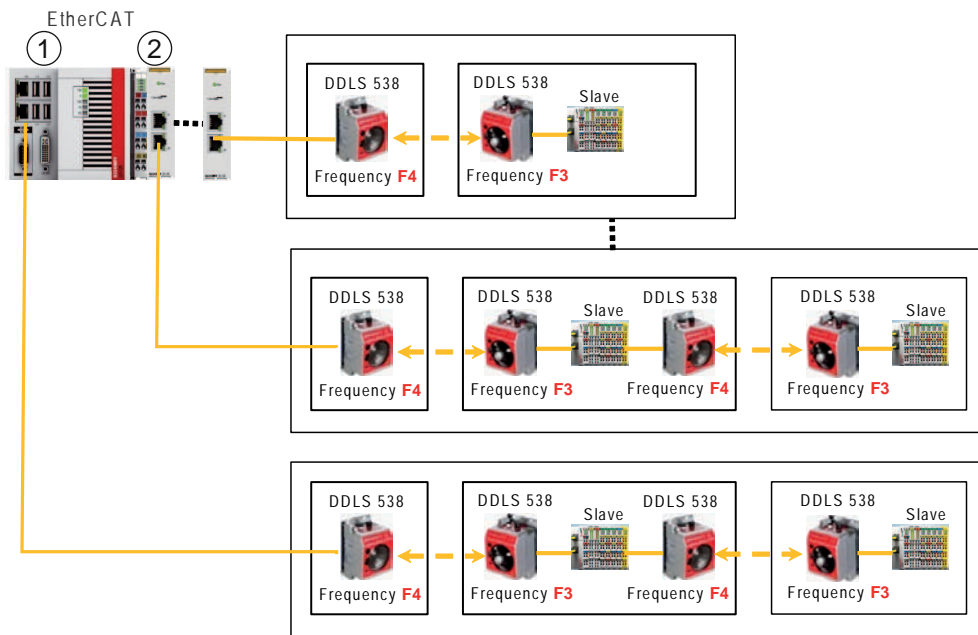 EtherCAT
1
2
DDLS 538
DDLS 538
Slave
Frequency F4
Frequency F3
DDLS 538
DDLS 538
Slave
DDLS 538
DDLS 538
Slave
Frequency F4
Frequency F3
Frequency F4
Frequency F3
DDLS 538
DDLS 538
Slave
DDLS 538
DDLS 538
Slave
Frequency F4
Frequency F3
Frequency F4
Frequency F3